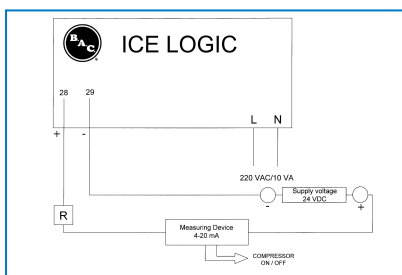 BAC®
ICE LOGIC
28 29
L N
+ -
220 VAC/10 VA
Supply voltage
24 VDC
- +
R
Measuring Device
4-20 mA
COMPRESSOR
ON / OFF